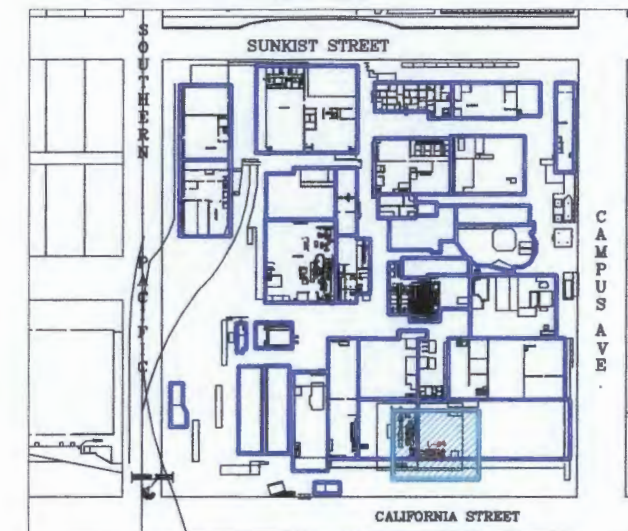 SUNKIST STREET
SOUTHERN
PACIFIC
CAMPUS AVE.
CALIFORNIA STREET